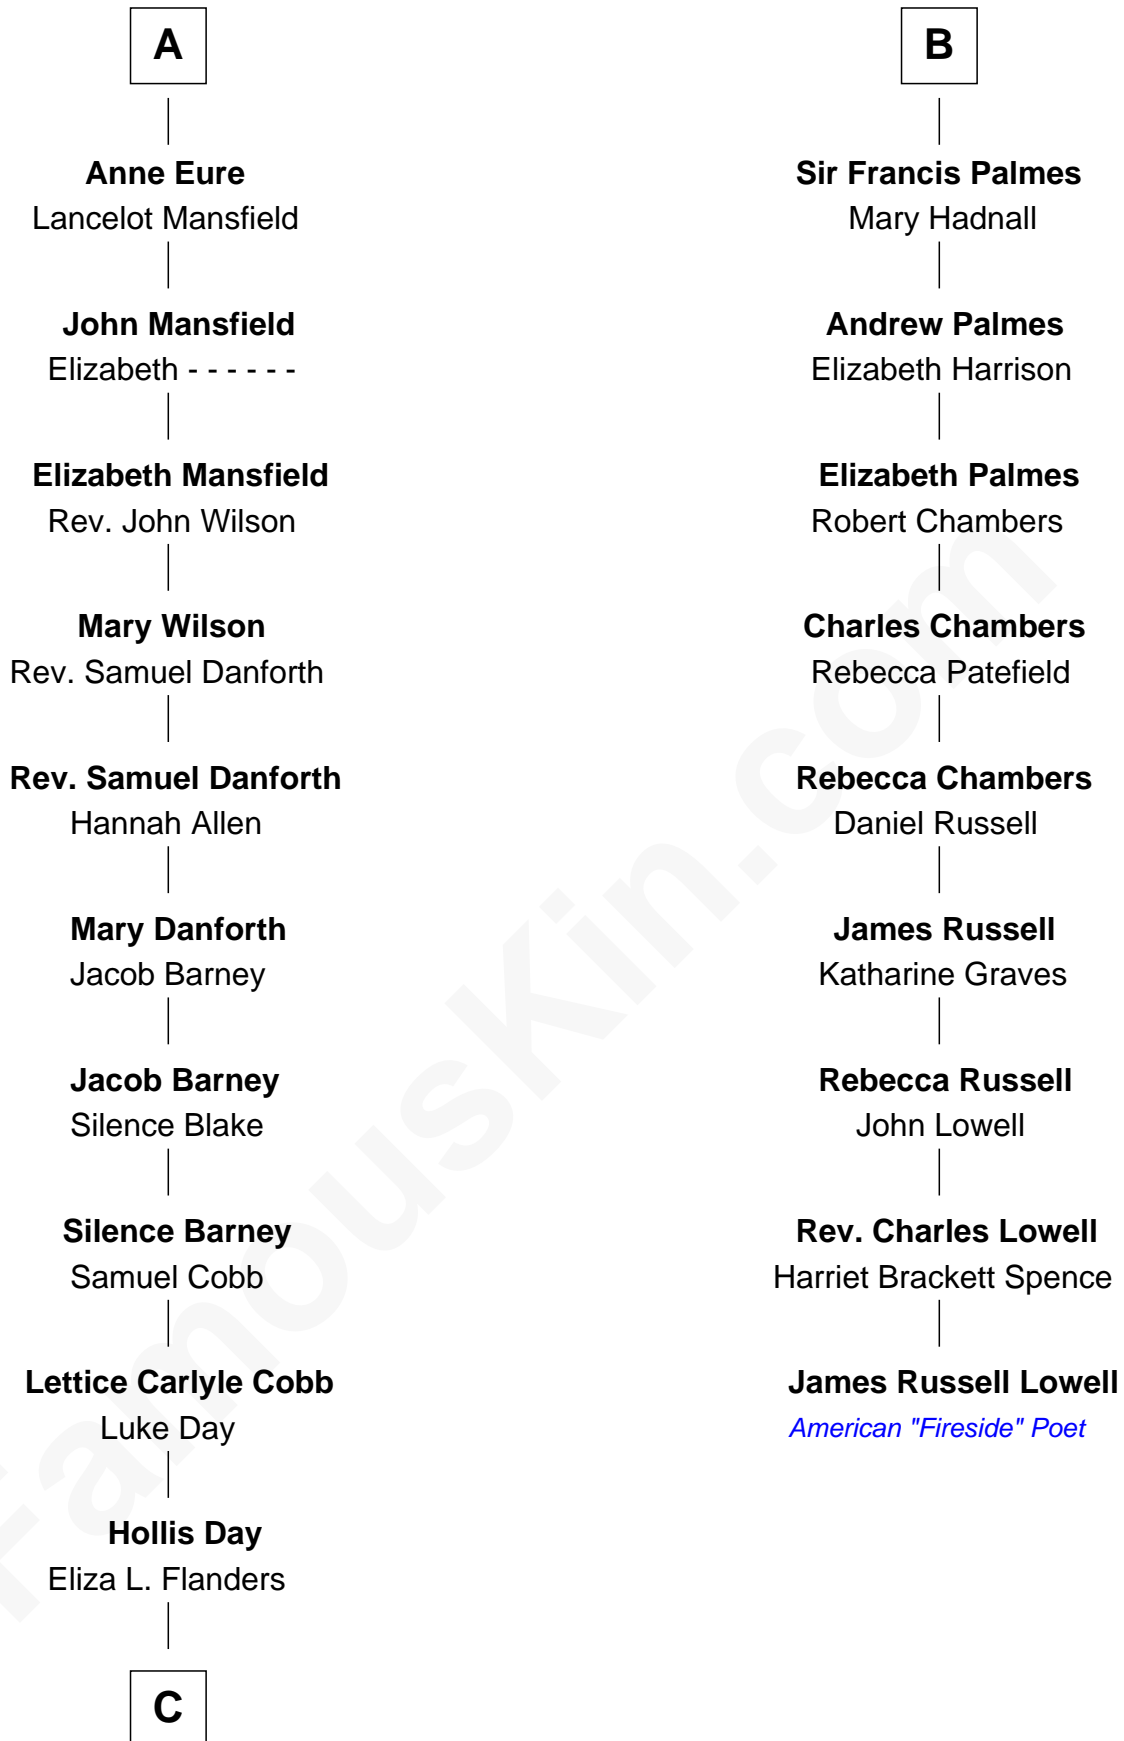 A
Anne Eure
Lancelot Mansfield
John Mansfield
Elizabeth - - - - - -
Elizabeth Mansfield
Rev. John Wilson
Mary Wilson
Rev. Samuel Danforth
Rev. Samuel Danforth
Hannah Allen
Mary Danforth
Jacob Barney
Jacob Barney
Silence Blake
Silence Barney
Samuel Cobb
Lettice Carlyle Cobb
Luke Day
Hollis Day
Eliza L. Flanders
C
B
Sir Francis Palmes
Mary Hadnall
Andrew Palmes
Elizabeth Harrison
Elizabeth Palmes
Robert Chambers
Charles Chambers
Rebecca Patefield
Rebecca Chambers
Daniel Russell
James Russell
Katharine Graves
Rebecca Russell
John Lowell
Rev. Charles Lowell
Harriet Brackett Spence
James Russell Lowell
American "Fireside" Poet
FamousKin.com